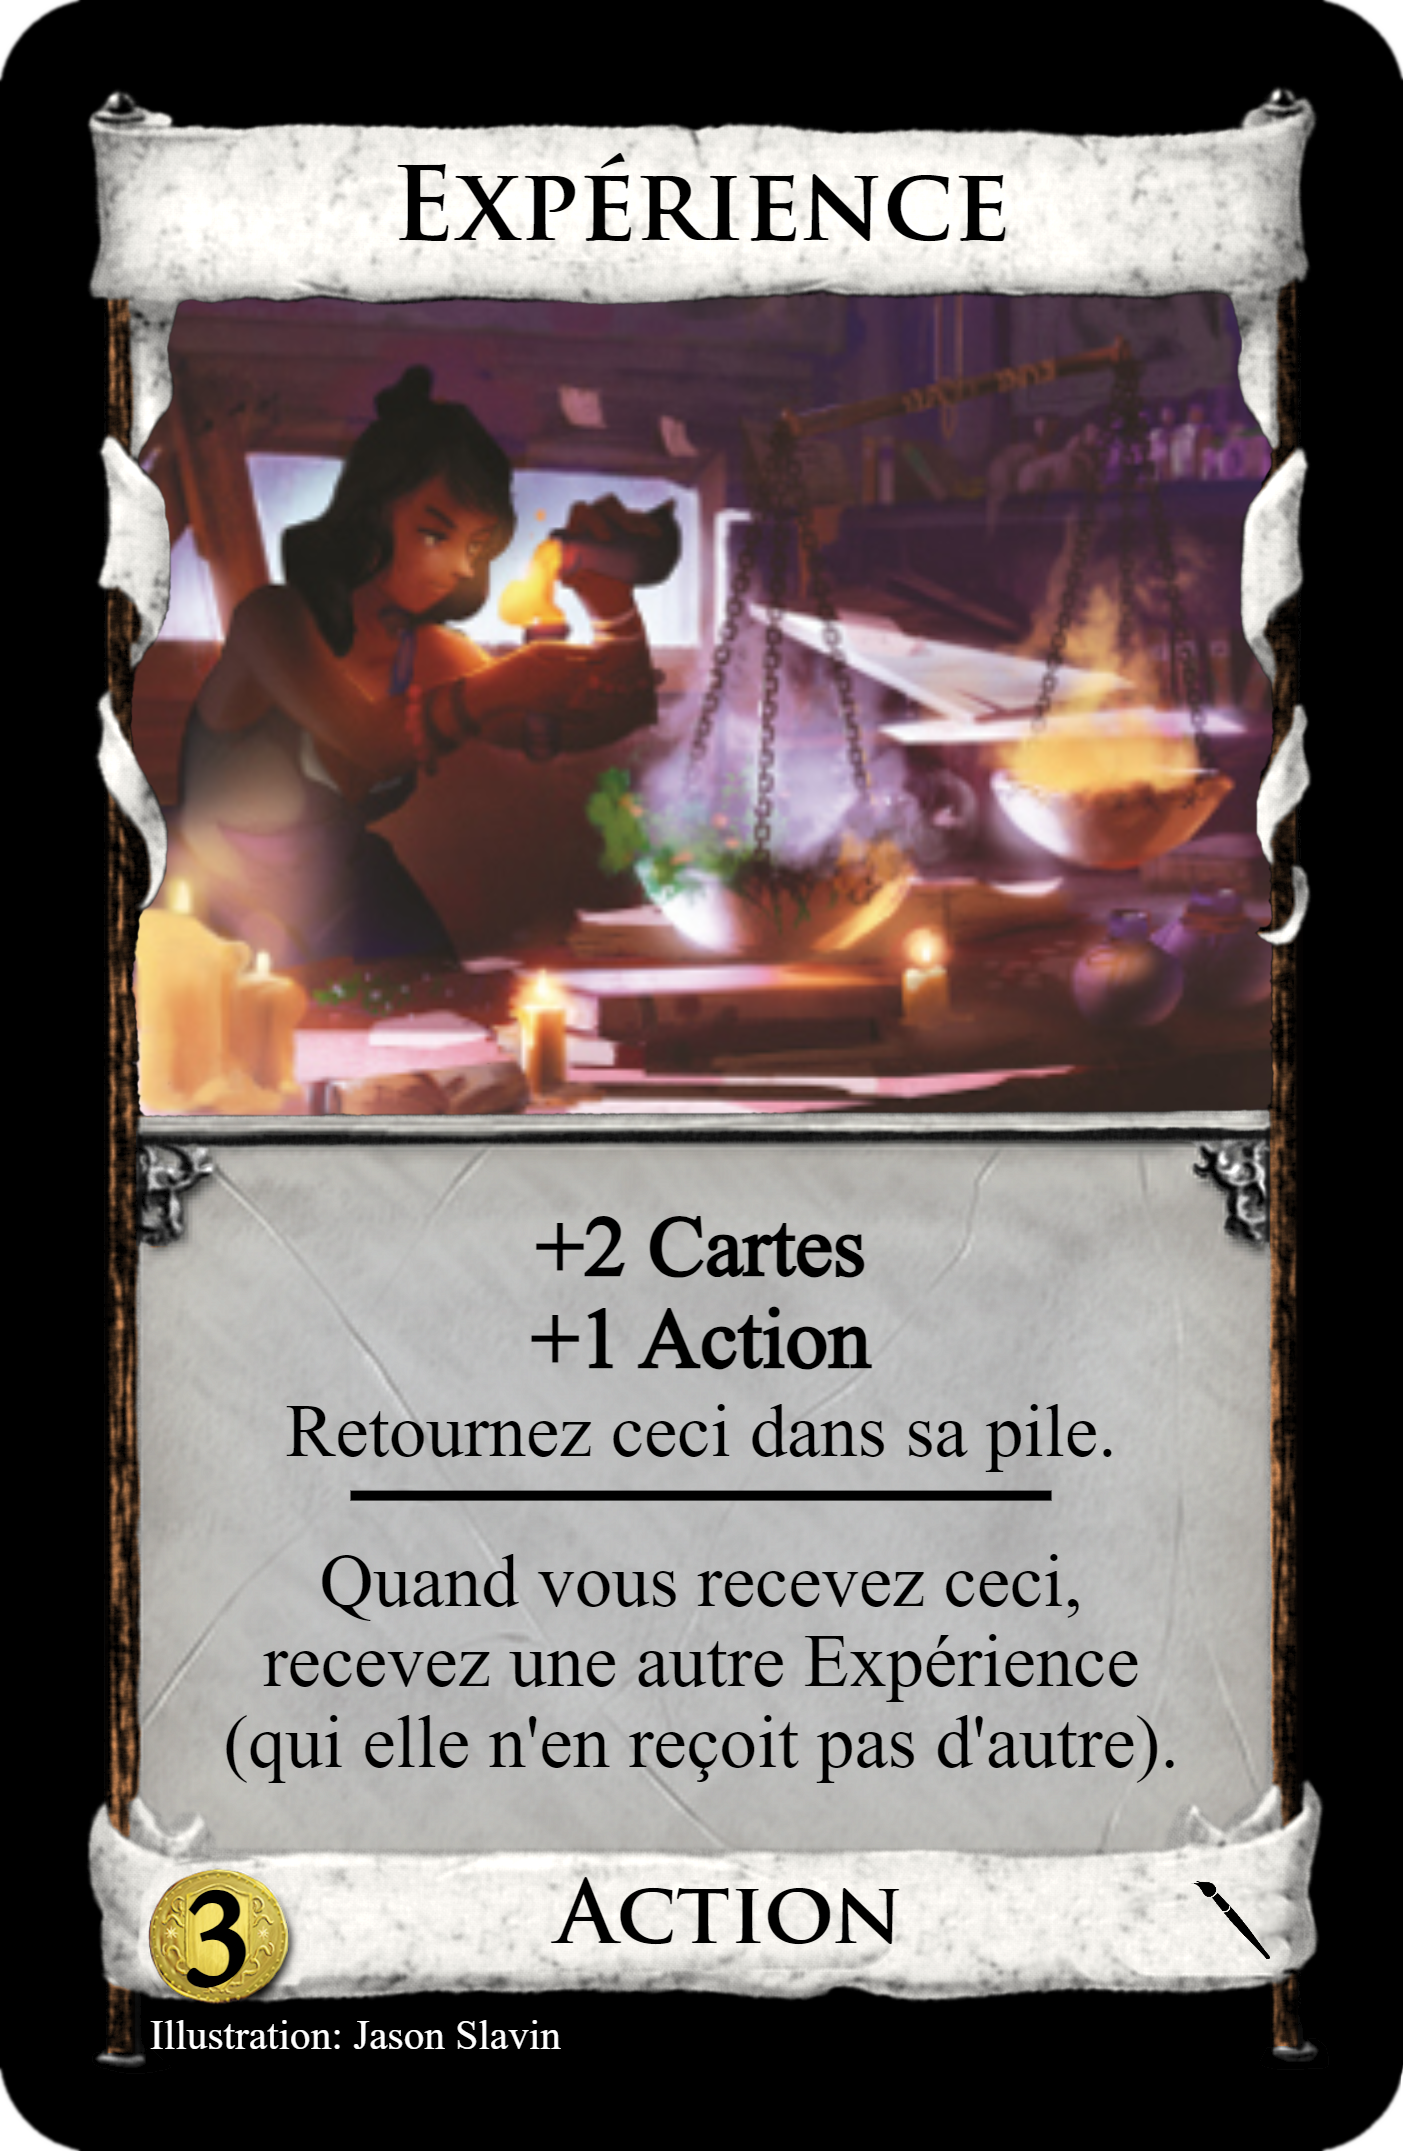 Expérience
+2 Cartes
+1 Action
Retournez ceci dans sa pile.
Quand vous recevez ceci,
recevez une autre Expérience
(qui elle n'en reçoit pas d'autre).
3
Action
Illustration: Jason Slavin